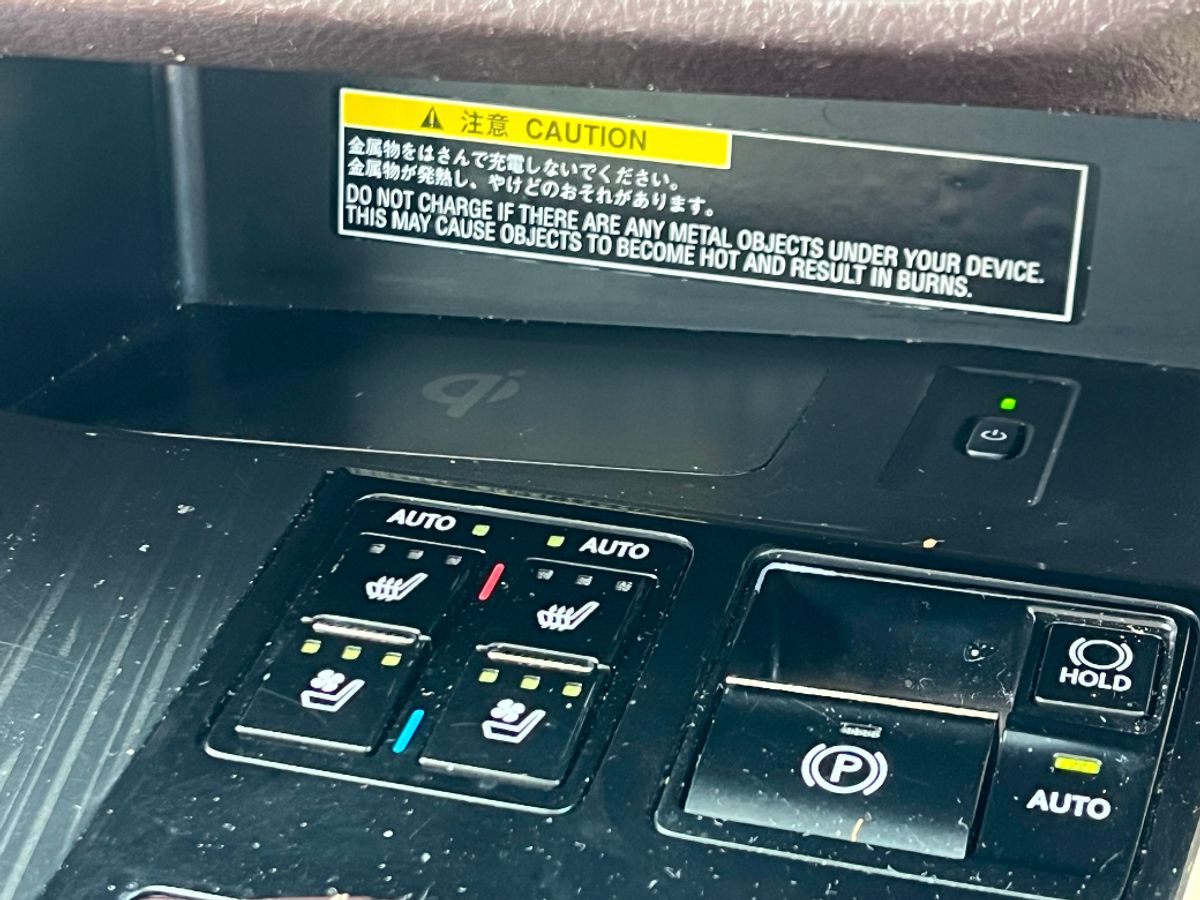 注意 CAUTION
金属物をはさんで充電しないでください。
金属物が発熱し、やけどのおそれがあります。
DO NOT CHARGE IF THERE ARE ANY METAL OBJECTS UNDER YOUR DEVICE.
THIS MAY CAUSE OBJECTS TO BECOME HOT AND RESULT IN BURNS.
qi
AUTO AUTO
HOLD
P
AUTO